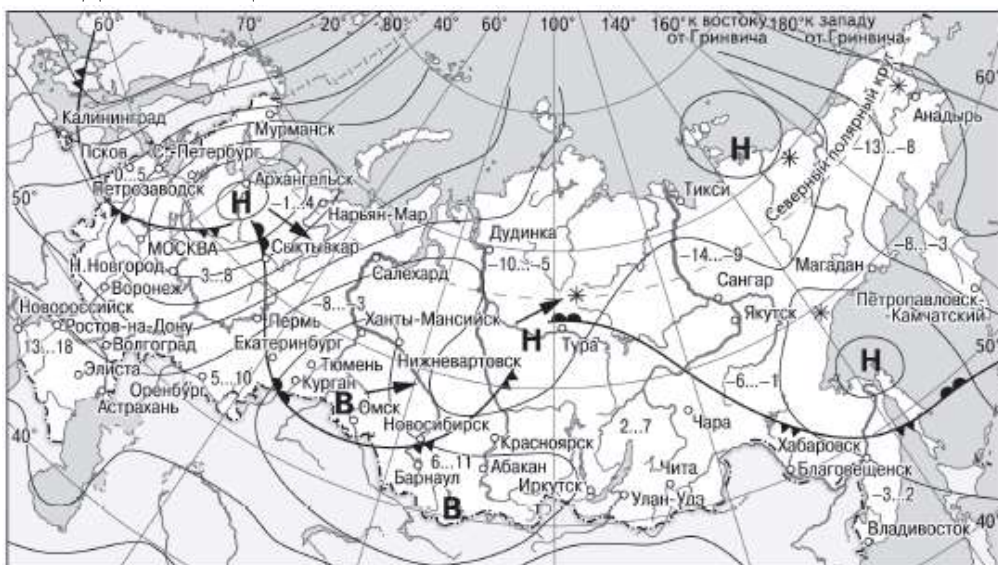 60° 70° 20° 30° 60° 100° 140° 160° к востоку 180° к западу
от Гринвича от Гринвича
60°
Северный полярный круг
Анадырь
Калининград
Мурманск
Н
–13...–8
Псков С.-Петербург
0...5
Петрозаводск
Архангельск
Тикси
50°
Н
–1...4
Нарьян-Мар
Дудинка
–8...–3
МОСКВА
Сыктывкар
–10...–5
–14...–9
Магадан
Н.Новгород
3–8
Салехард
Сангар
Воронеж
–8...3
Петропавловск-
Камчатский
Новороссийск
Ростов-на-Дону
Пермь
Ханты-Мансийск
Н
Тура
Якутск
Н
50°
13...18
Волгоград
Екатеринбург
Нижневартовск
Элиста
5...10
Тюмень
–6...–1
Оренбург
Курган
В
Астрахань
Омск
2...7
Чара
40°
Новосибирск
Красноярск
Хабаровск
6...11
Барнаул
Абакан
Чита
Благовещенск
Иркутск
В
Улан-Удэ
–3...2
40°
Владивосток